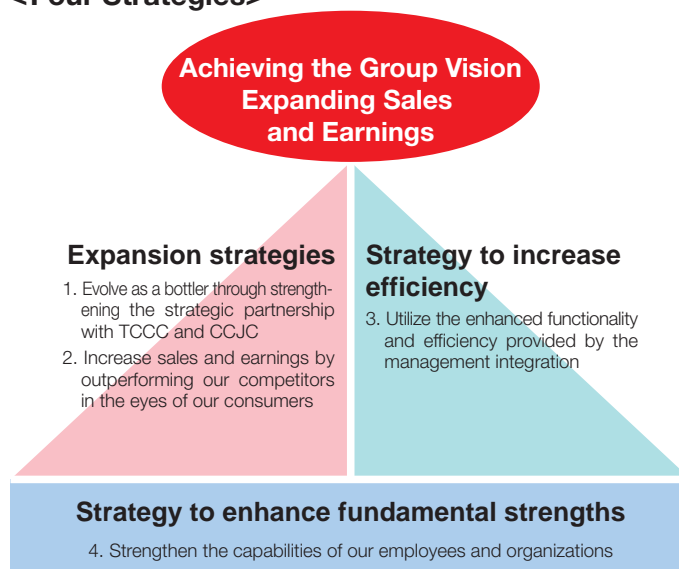 <Four Strategies>
Achieving the Group Vision
Expanding Sales
and Earnings
Expansion strategies
1. Evolve as a bottler through strength-
ening the strategic partnership
with TCCC and CCJC
2. Increase sales and earnings by
outperforming our competitors
in the eyes of our consumers
Strategy to increase
efficiency
3. Utilize the enhanced functionality
and efficiency provided by the
management integration
Strategy to enhance fundamental strengths
4. Strengthen the capabilities of our employees and organizations